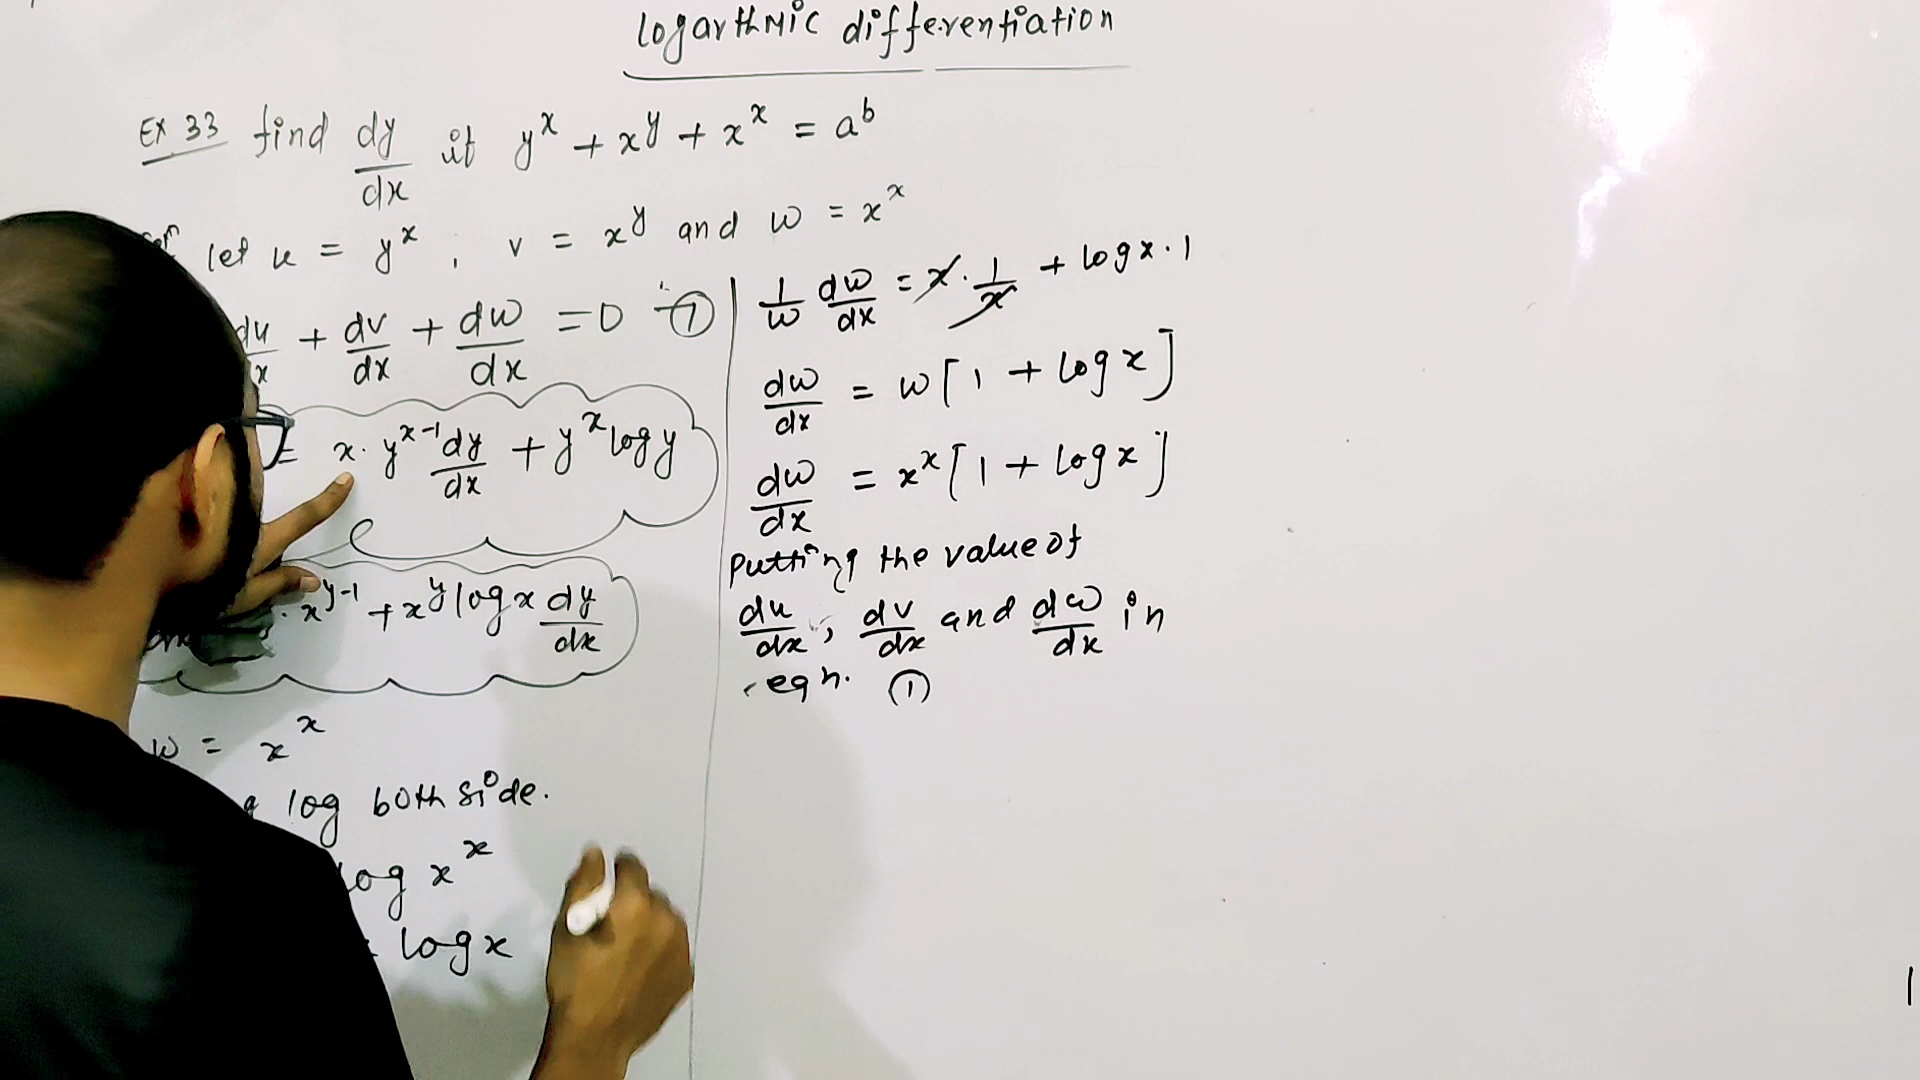 logarthmic differentiation
Ex 33 find dy/dx if y^x + x^y + x^x = a^b
let u = y^x , v = x^y and w = x^x
du/dx + dv/dx + dw/dx = 0 - ①
= x. y^x-1 dy/dx + y^x log y
. x^y-1 + x^y log x dy/dx
w = x^x
log both side.
log x^x
log x
1/w dw/dx = x. 1/x + log x . 1
dw/dx = w [ 1 + log x ]
dw/dx = x^x [ 1 + log x ]
putting the value of
du/dx , dv/dx and dw/dx in
eqn. ①